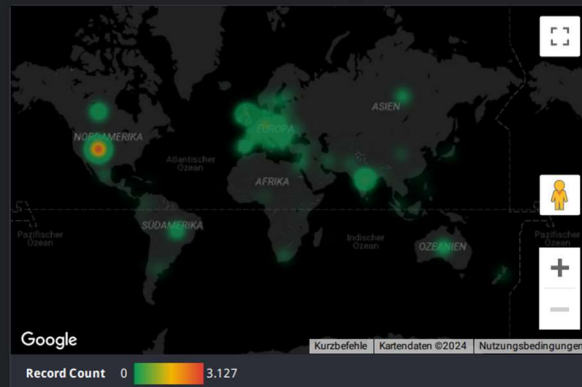 ASIEN
NORDAMERIKA
EUROPA
Atlantischer
Ozean
AFRIKA
SÜDAMERIKA
Pazifischer
Ozean
Indischer
Ozean
OZEANIEN
Pazifischer
Ozean
Google
Kurzbefehle
Kartendaten ©2024
Nutzungsbedingungen
Record Count 0 3.127